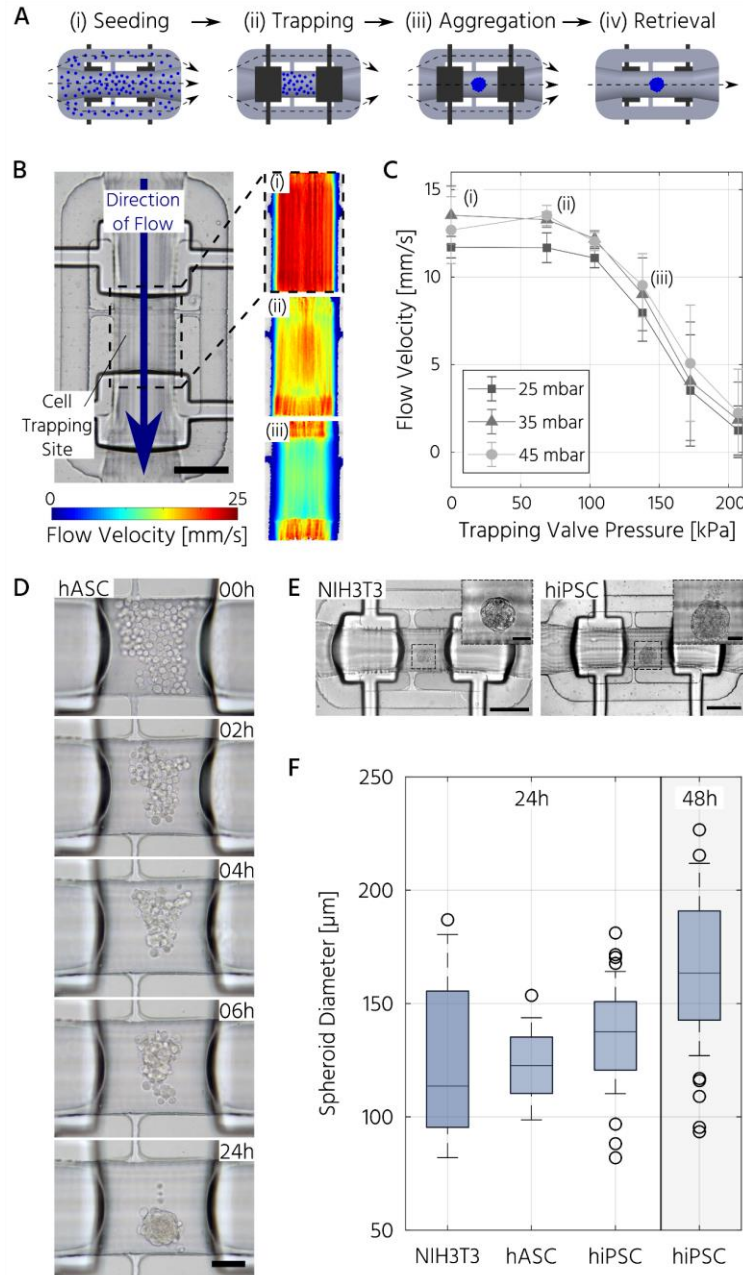 A
(i) Seeding
(ii) Trapping
(iii) Aggregation
(iv) Retrieval
B
Direction
of Flow
Cell
Trapping
Site
(i)
(ii)
(iii)
0
25
Flow Velocity [mm/s]
C
15
10
5
0
Flow Velocity [mm/s]
(i)
(ii)
(iii)
25 mbar
35 mbar
45 mbar
0
50
100
150
200
Trapping Valve Pressure [kPa]
D
hASC
00h
02h
04h
06h
24h
E
NIH3T3
hiPSC
F
250
200
150
100
50
Spheroid Diameter [µm]
24h
48h
NIH3T3
hASC
hiPSC
hiPSC